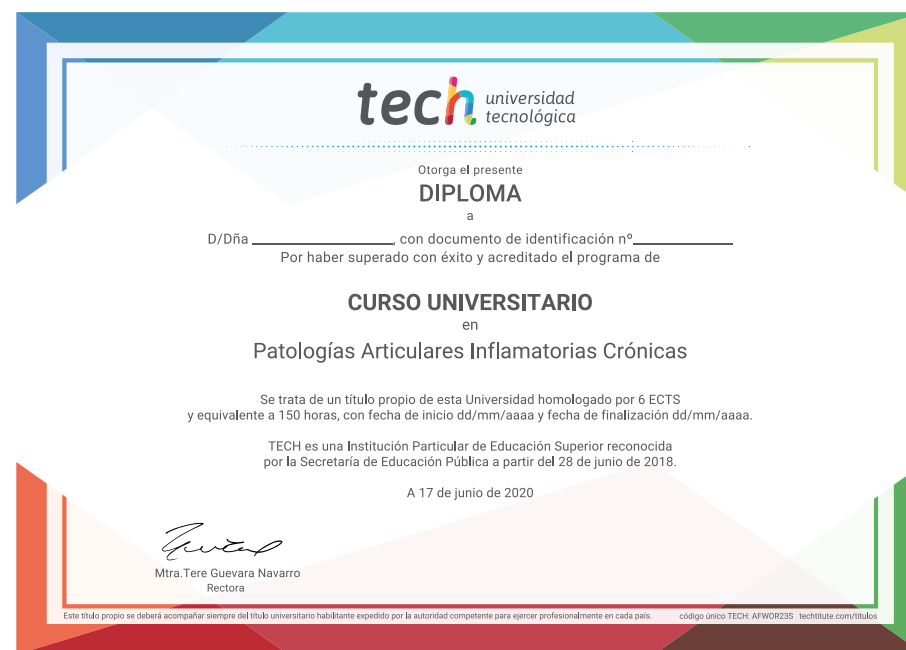 tech universidad
tecnológica
Otorga el presente
DIPLOMA
a
D/Dña ________________, con documento de identificación nº____________
Por haber superado con éxito y acreditado el programa de
CURSO UNIVERSITARIO
en
Patologías Articulares Inflamatorias Crónicas
Se trata de un título propio de esta Universidad homologado por 6 ECTS
y equivalente a 150 horas, con fecha de inicio dd/mm/aaaa y fecha de finalización dd/mm/aaaa.
TECH es una Institución Particular de Educación Superior reconocida
por la Secretaría de Educación Pública a partir del 28 de junio de 2018.
A 17 de junio de 2020
Mtra.Tere Guevara Navarro
Rectora
Este título propio se deberá acompañar siempre del título universitario habilitante expedido por la autoridad competente para ejercer profesionalmente en cada país. código único TECH: AFWOR23S techtitute.com/titulos